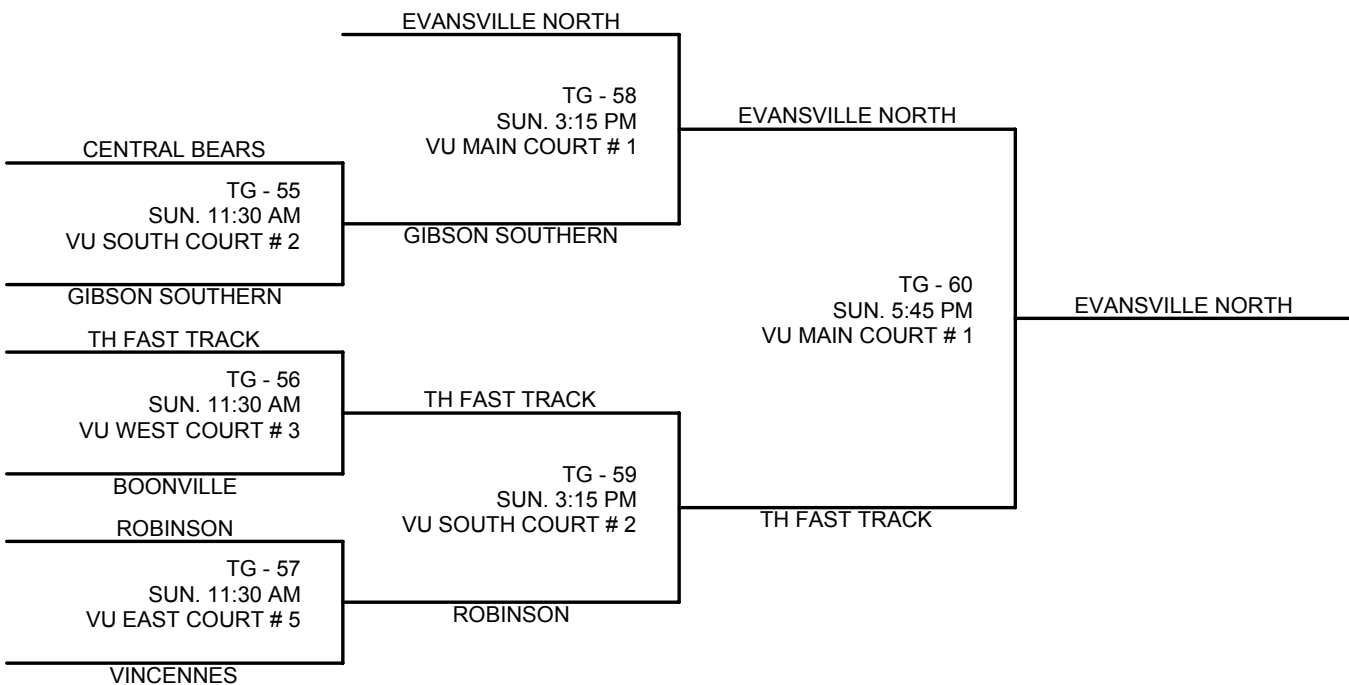 EVANSVILLE NORTH
TG - 58
SUN. 3:15 PM
VU MAIN COURT # 1
EVANSVILLE NORTH
CENTRAL BEARS
TG - 55
SUN. 11:30 AM
VU SOUTH COURT # 2
GIBSON SOUTHERN
GIBSON SOUTHERN
TG - 60
SUN. 5:45 PM
VU MAIN COURT # 1
EVANSVILLE NORTH
TH FAST TRACK
TG - 56
SUN. 11:30 AM
VU WEST COURT # 3
TH FAST TRACK
BOONVILLE
TG - 59
SUN. 3:15 PM
VU SOUTH COURT # 2
TH FAST TRACK
ROBINSON
TG - 57
SUN. 11:30 AM
VU EAST COURT # 5
ROBINSON
VINCENNES